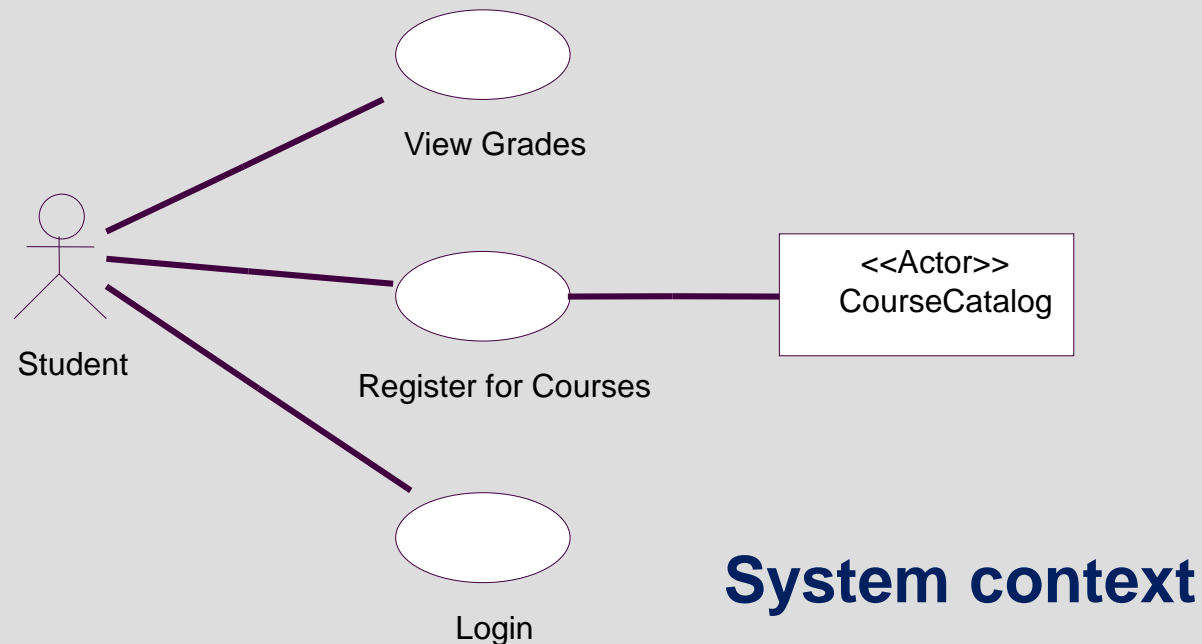 View Grades
<<Actor>>
CourseCatalog
Student
Register for Courses
System context
Login